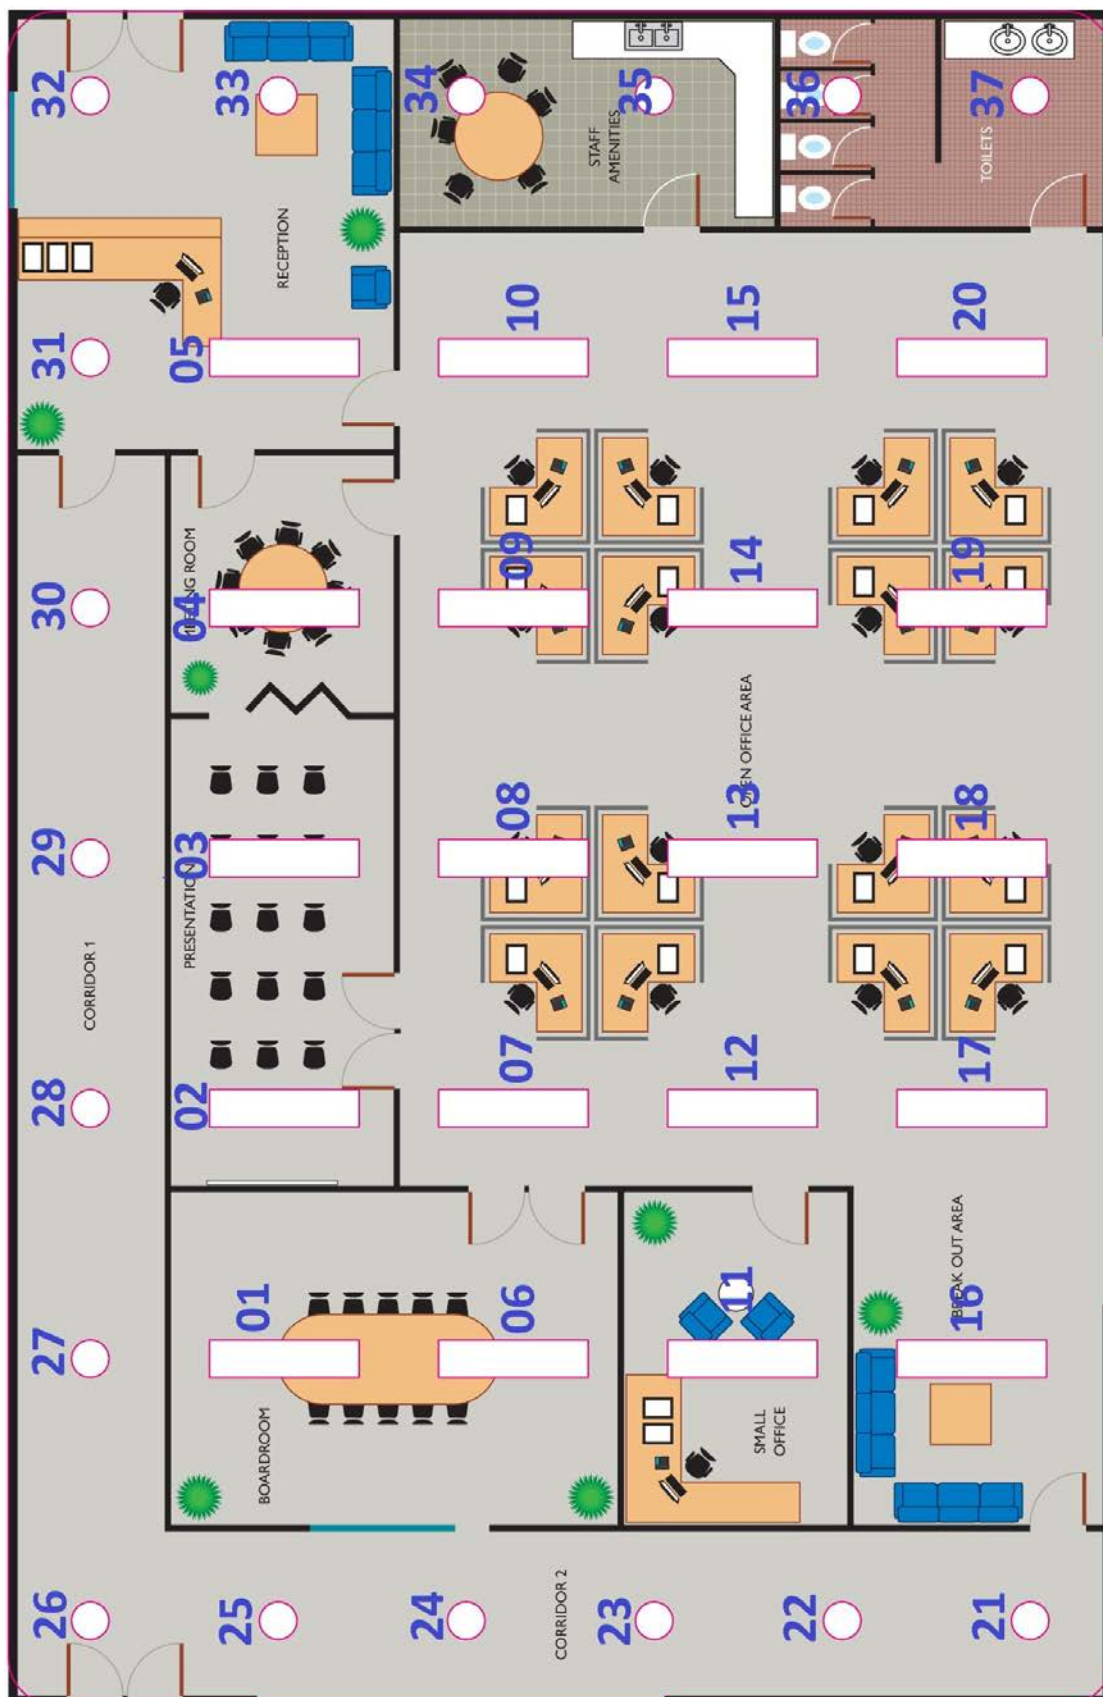 26
27
28
29
30
31
32
CORRIDOR 1
02
03
04
05
PRESENTATION
MEETING ROOM
25
01
33
BOARDROOM
RECEPTION
24
34
06
07
08
09
10
CORRIDOR 2
STAFF
AMENITIES
23
35
11
12
13
14
15
OPEN OFFICE AREA
SMALL
OFFICE
22
36
BREAK OUT AREA
16
17
18
19
20
TOILETS
21
37